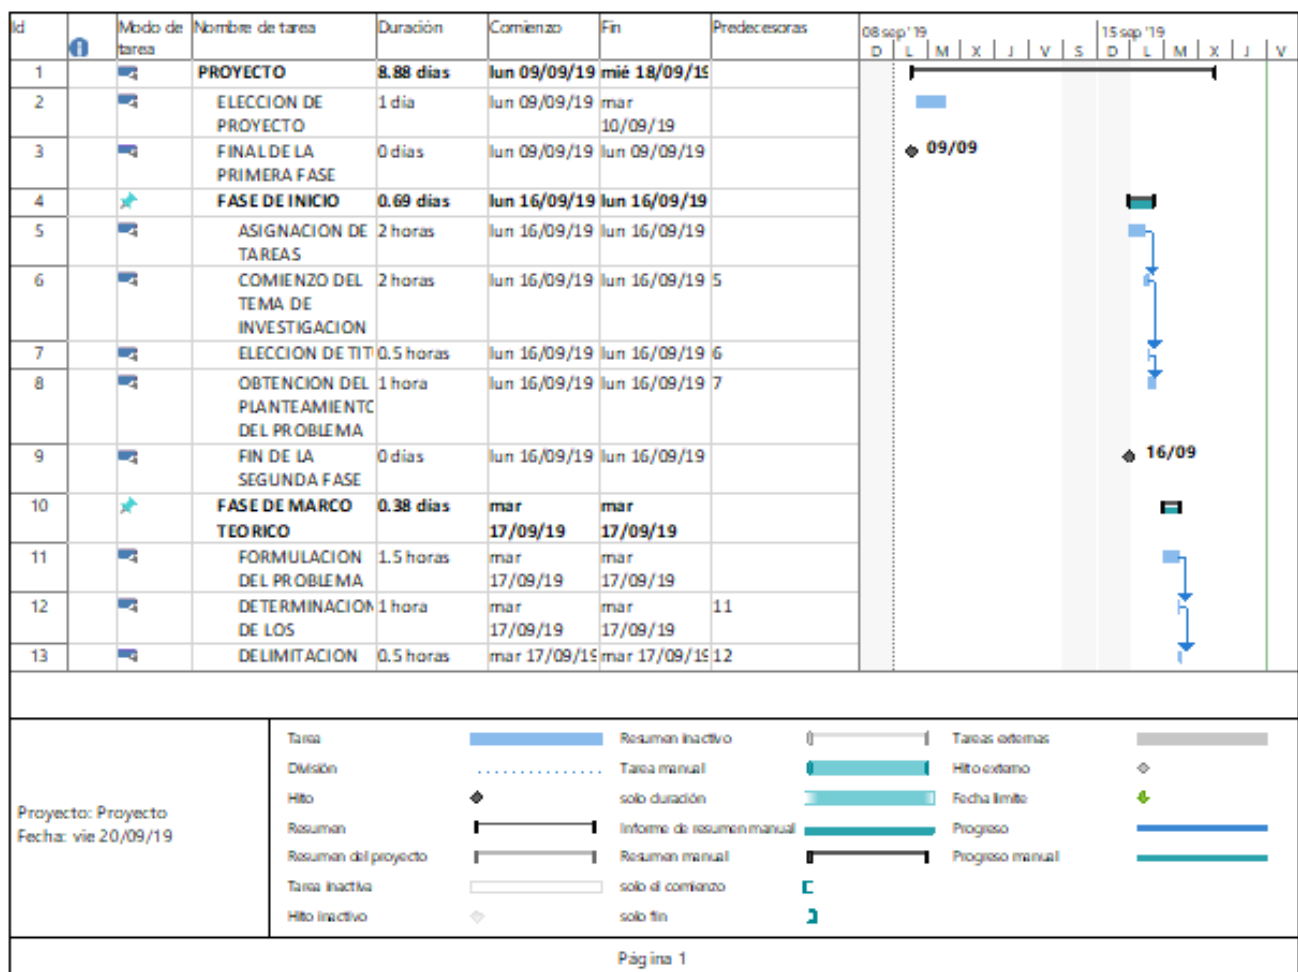 Id Modo de tarea Nombre de tarea Duración Comienzo Fin Predecesoras 08 sep '19 15 sep '19
D L M X J V S D L M X J V
1 PROYECTO 8.88 días lun 09/09/19 mié 18/09/19
2 ELECCION DE PROYECTO 1 día lun 09/09/19 mar 10/09/19
3 FINAL DE LA PRIMERA FASE 0 días lun 09/09/19 lun 09/09/19 09/09
4 FASE DE INICIO 0.69 días lun 16/09/19 lun 16/09/19
5 ASIGNACION DE TAREAS 2 horas lun 16/09/19 lun 16/09/19
6 COMIENZO DEL TEMA DE INVESTIGACION 2 horas lun 16/09/19 lun 16/09/19 5
7 ELECCION DE TIT 0.5 horas lun 16/09/19 lun 16/09/19 6
8 OBTENCION DEL PLANTEAMIENTO DEL PROBLEMA 1 hora lun 16/09/19 lun 16/09/19 7
9 FIN DE LA SEGUNDA FASE 0 días lun 16/09/19 lun 16/09/19 16/09
10 FASE DE MARCO TEORICO 0.38 días mar 17/09/19 mar 17/09/19
11 FORMULACION DEL PROBLEMA 1.5 horas mar 17/09/19 mar 17/09/19
12 DETERMINACION DE LOS 1 hora mar 17/09/19 mar 17/09/19 11
13 DELIMITACION 0.5 horas mar 17/09/19 mar 17/09/19 12
Proyecto: Proyecto
Fecha: vie 20/09/19
Tarea Resumen inactivo Tareas externas
División Tarea manual Hito externo
Hito solo duración Fecha límite
Resumen Informe de resumen manual Progreso
Resumen del proyecto Resumen manual Progreso manual
Tarea inactiva solo el comienzo
Hito inactivo solo fin
Página 1